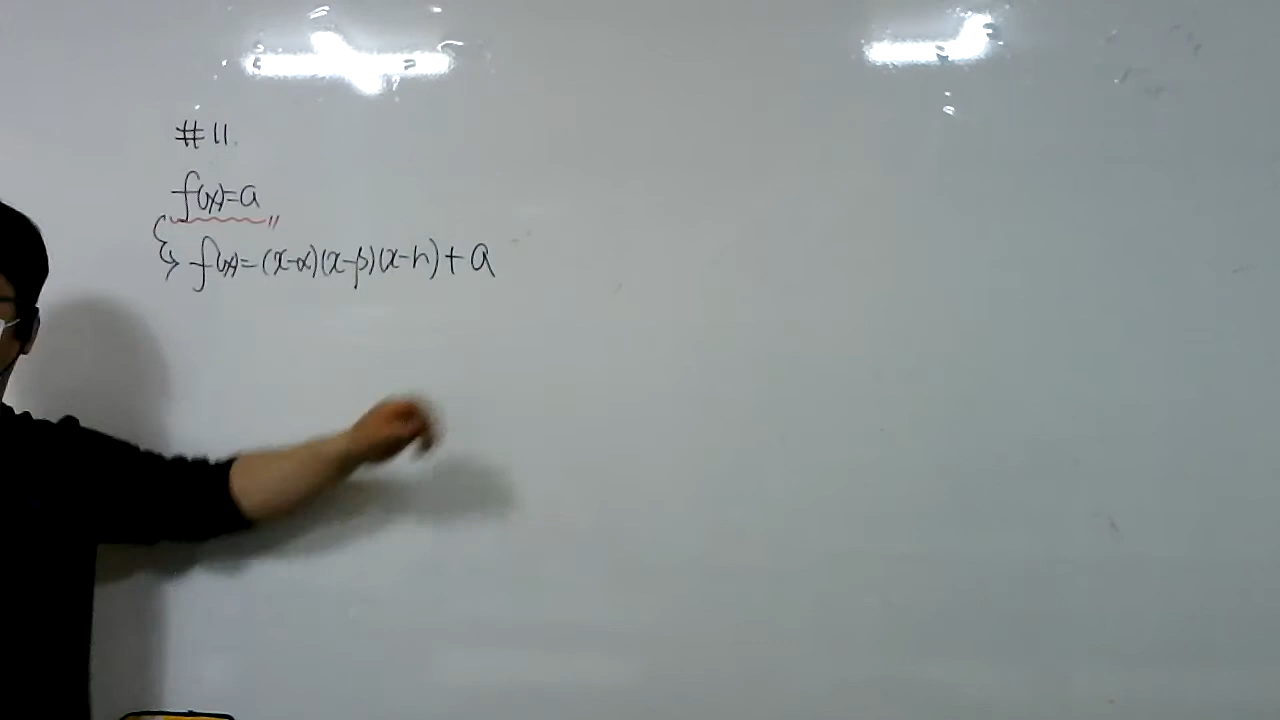 #11.
f(x)=a
f(x)=(x-α)(x-β)(x-r)+a